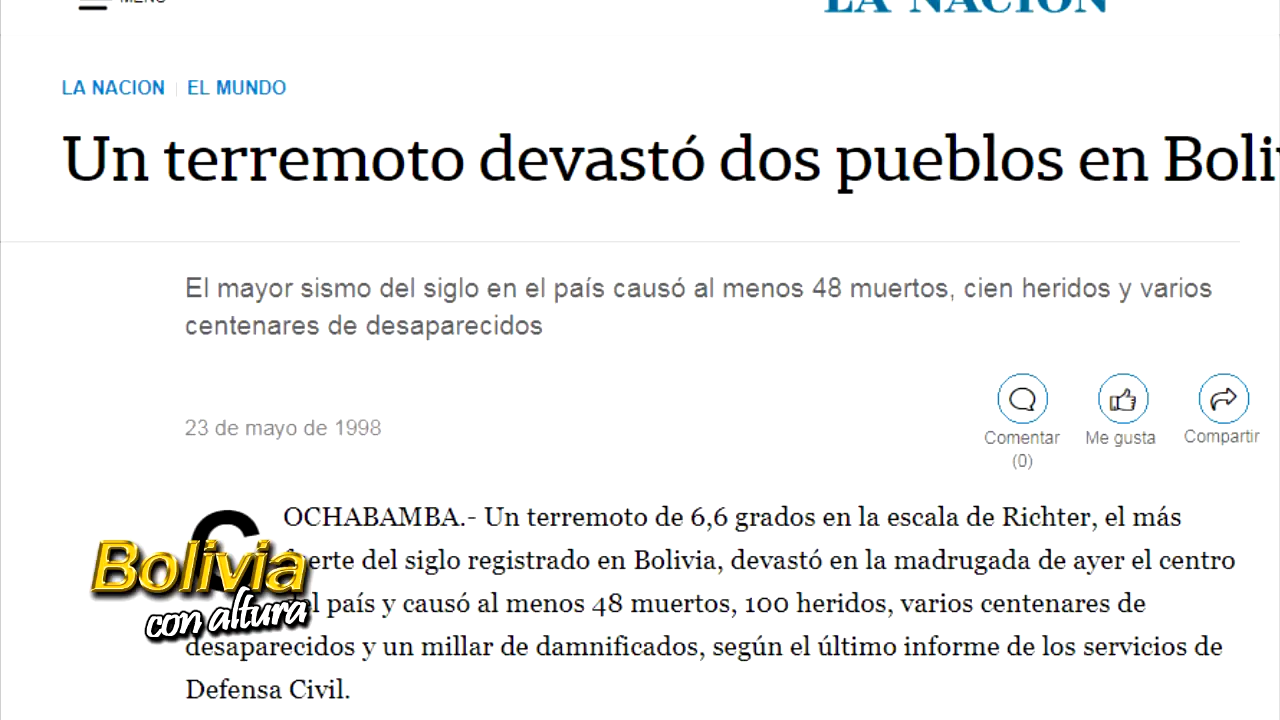 MENÚ
LA NACION
LA NACION | EL MUNDO
Un terremoto devastó dos pueblos en Boliv
El mayor sismo del siglo en el país causó al menos 48 muertos, cien heridos y varios
centenares de desaparecidos
23 de mayo de 1998
Comentar
(0)
Me gusta
Compartir
COCHABAMBA.- Un terremoto de 6,6 grados en la escala de Richter, el más
erte del siglo registrado en Bolivia, devastó en la madrugada de ayer el centro
el país y causó al menos 48 muertos, 100 heridos, varios centenares de
desaparecidos y un millar de damnificados, según el último informe de los servicios de
Defensa Civil.
Bolivia
con altura